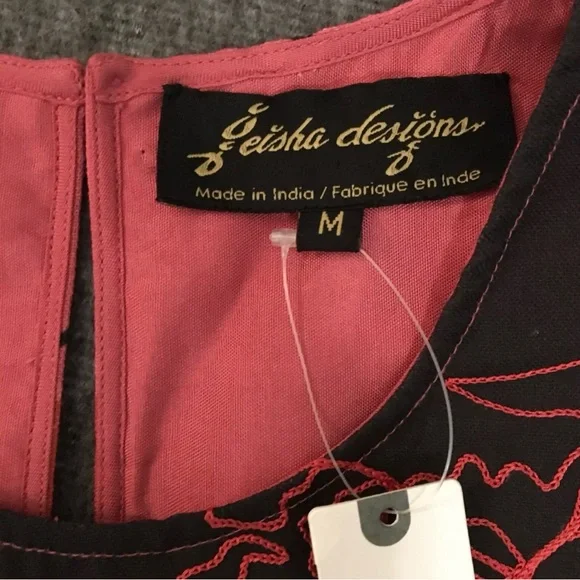 geisha designs
Made in India / Fabrique en Inde
M